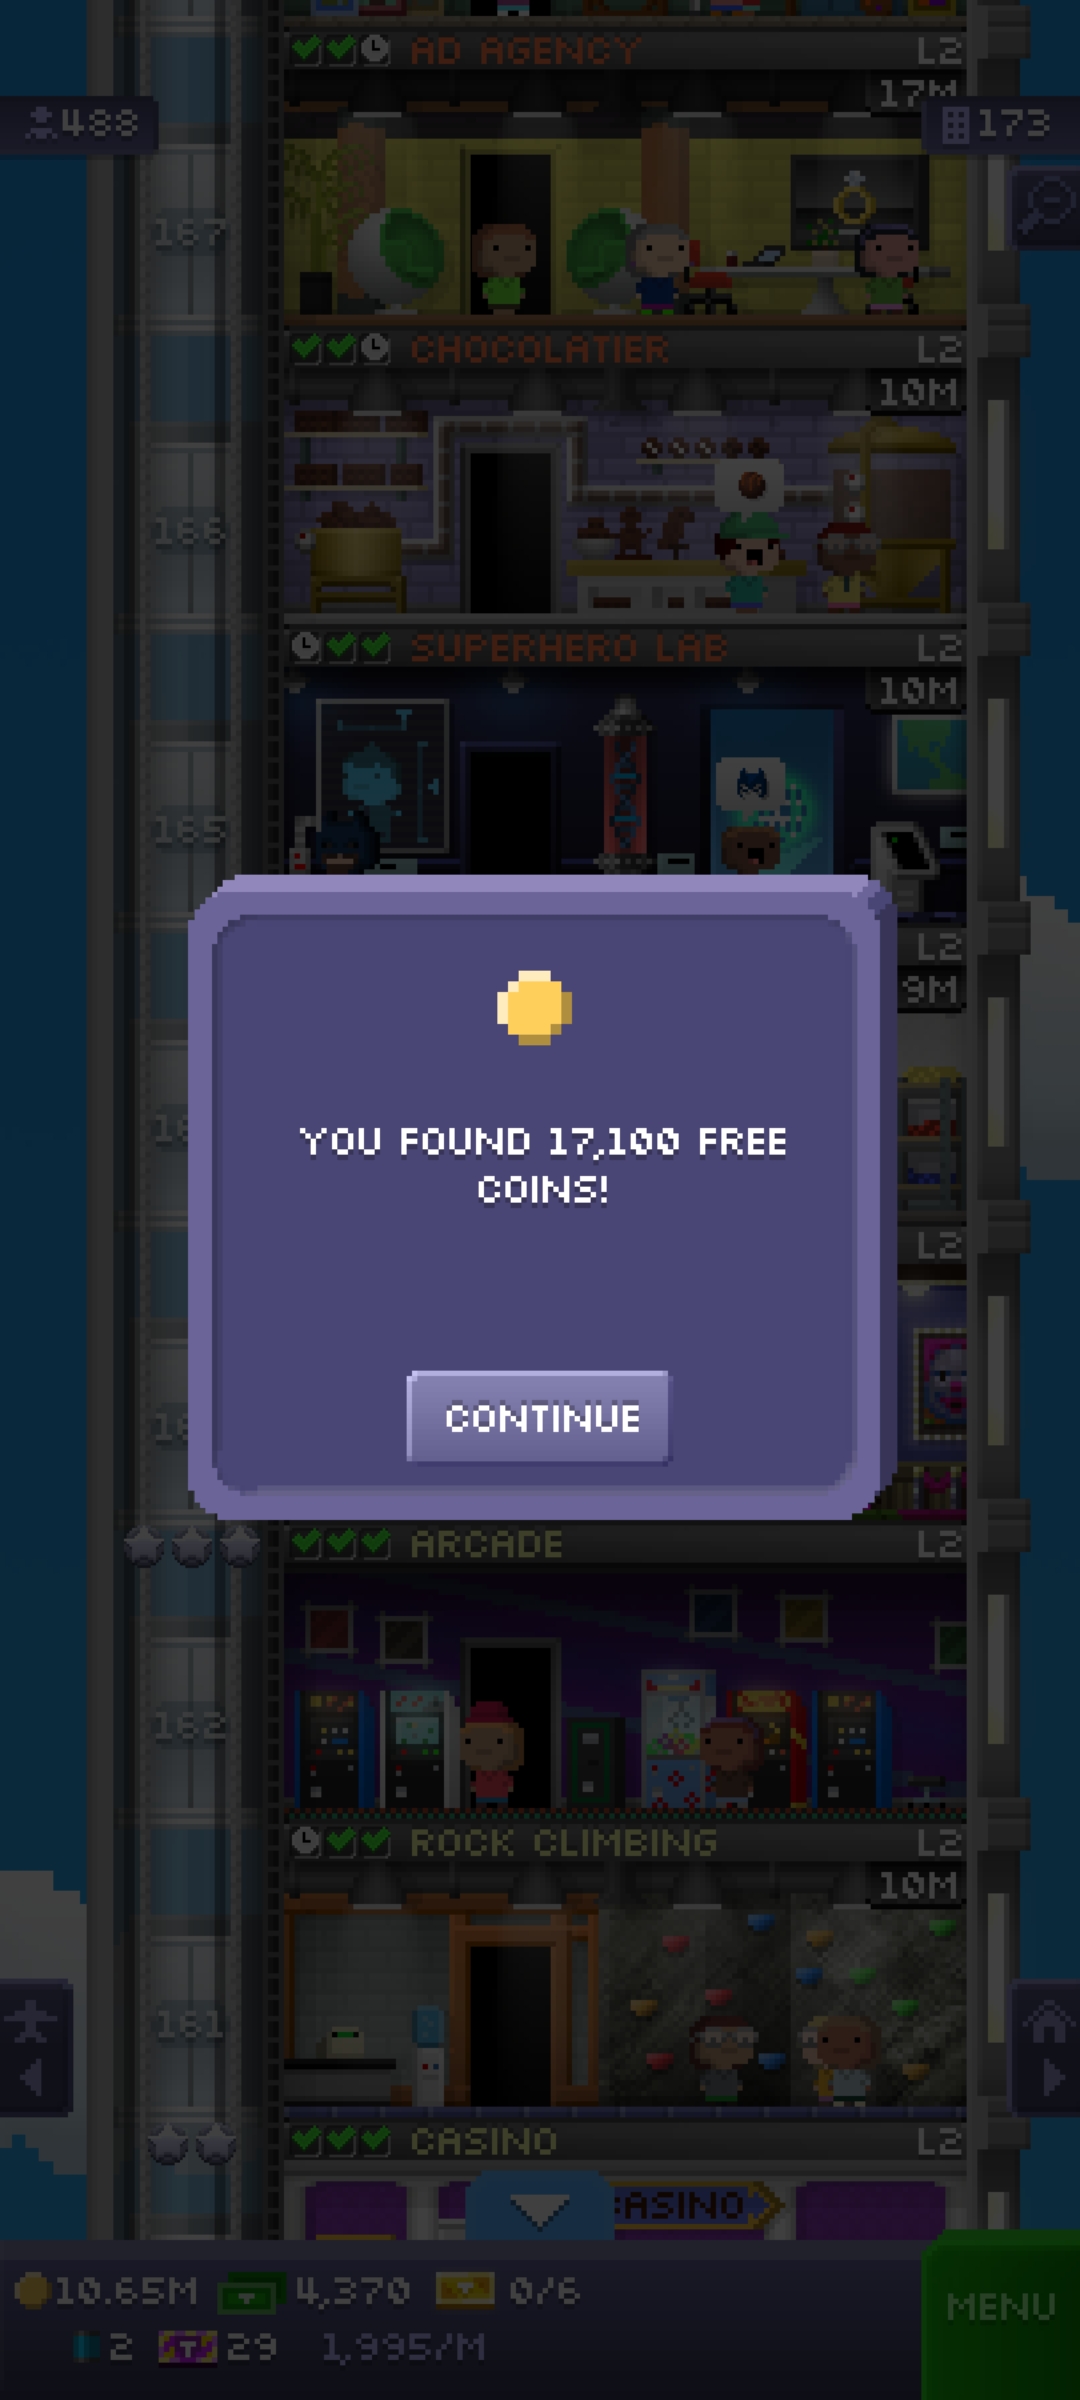 AD AGENCY L2
17M
488
173
167
CHOCOLATIER L2
10M
166
SUPERHERO LAB L2
10M
165
L2
9M
YOU FOUND 17,100 FREE
COINS!
L2
CONTINUE
ARCADE L2
162
ROCK CLIMBING L2
10M
161
CASINO L2
CASINO
10.65M 4,370 0/6
MENU
2 29 1,995/M